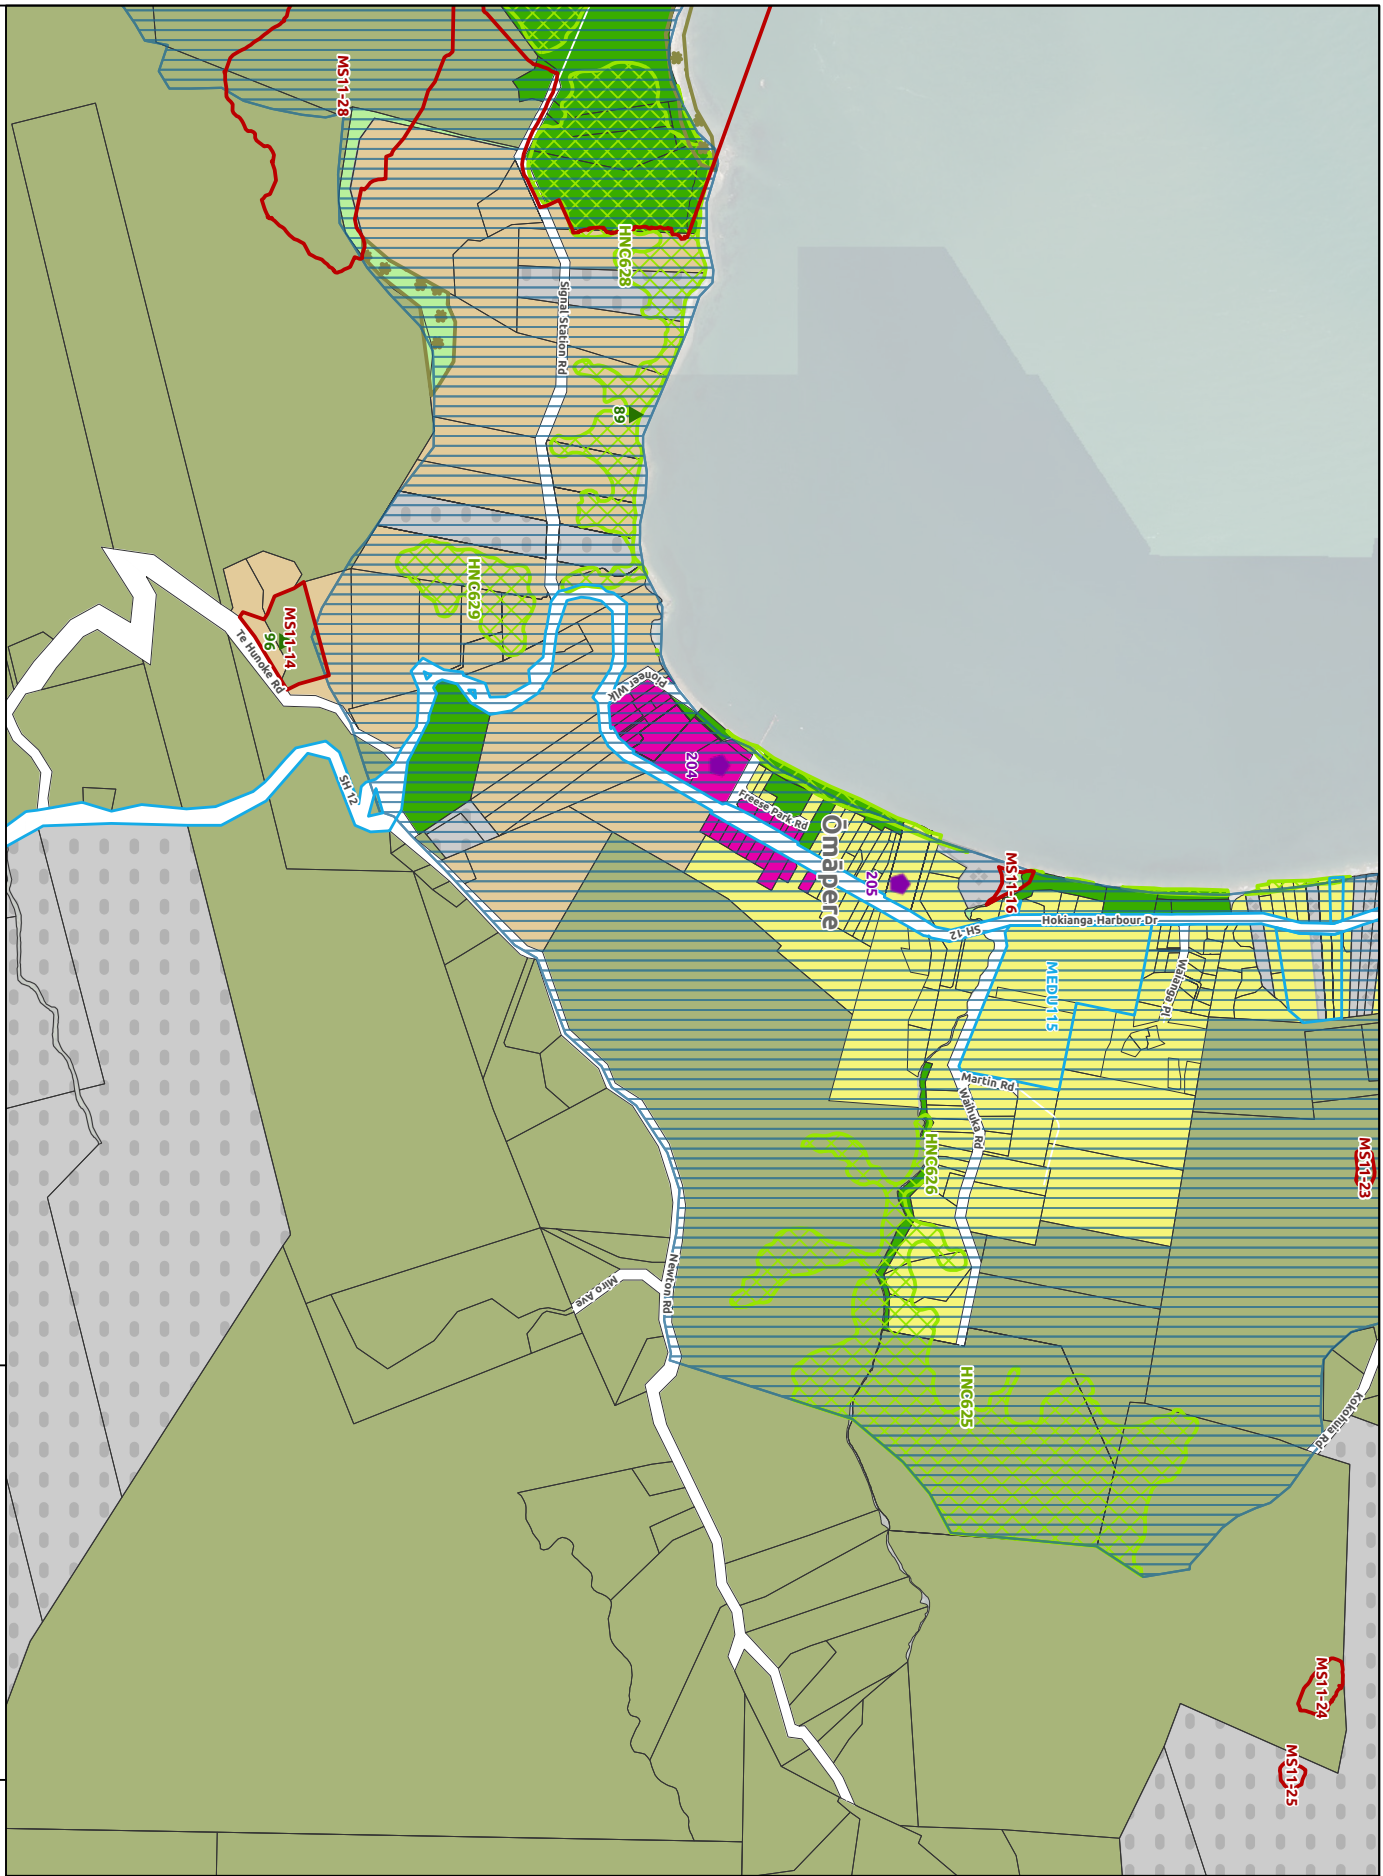 MS11-28
HNC628
Signal Station Rd
89
HNC629
MS11-14
96
Te Hunoke Rd
Pioneer Wlk
204
SH 12
Freese Park Rd
Ōmāpere
205
MS11-16
Hokianga Harbour Dr
SH 12
MEDU115
Waianga Pl
Martin Rd
Waihuka Rd
HNC626
MS11-23
Newton Rd
Miro Ave
HNC625
Kokohuia Rd
MS11-24
MS11-25